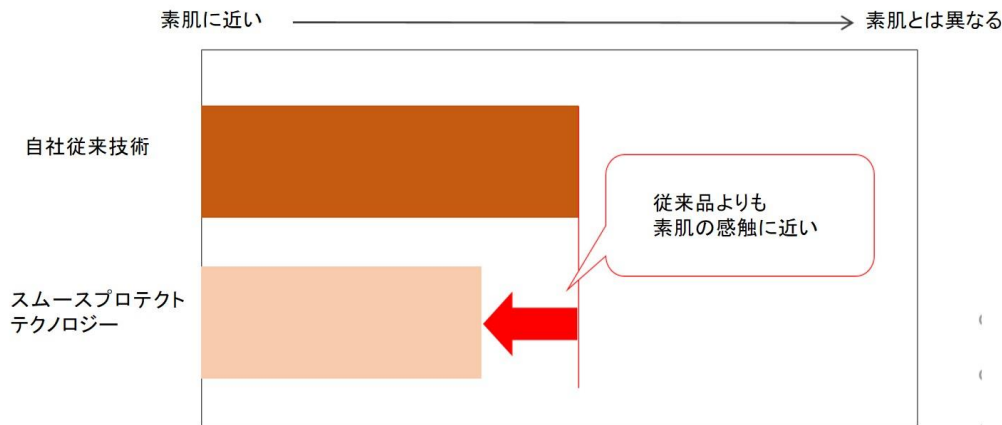 素肌に近い
素肌とは異なる
自社従来技術
従来品よりも
素肌の感触に近い
スムースプロテクト
テクノロジー